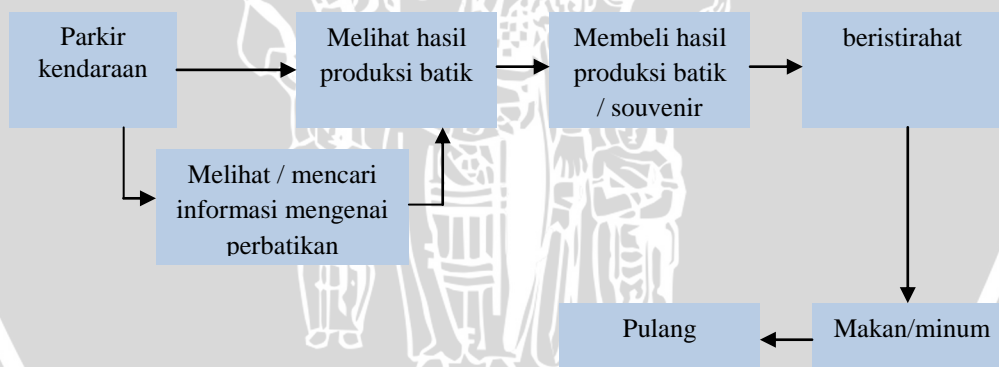 Parkir
kendaraan
Melihat hasil
produksi batik
Membeli hasil
produksi batik
/ souvenir
beristirahat
Melihat / mencari
informasi mengenai
perbatikan
Pulang
Makan/minum